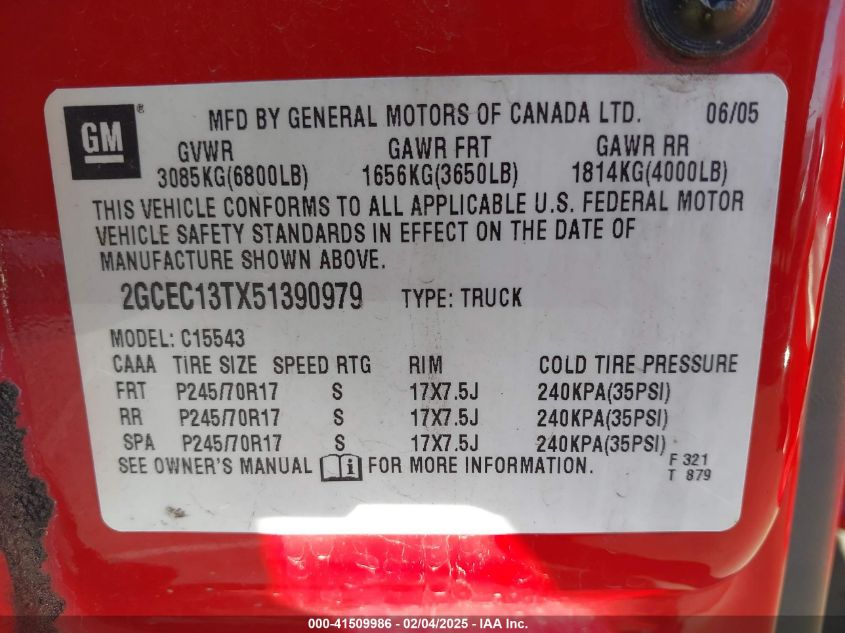 GM ® MFD BY GENERAL MOTORS OF CANADA LTD. 06/05
GVWR GAWR FRT GAWR RR
3085KG(6800LB) 1656KG(3650LB) 1814KG(4000LB)
THIS VEHICLE CONFORMS TO ALL APPLICABLE U.S. FEDERAL MOTOR
VEHICLE SAFETY STANDARDS IN EFFECT ON THE DATE OF
MANUFACTURE SHOWN ABOVE.
2GCEC13TX51390979 TYPE: TRUCK
MODEL: C15543
CAAA TIRE SIZE SPEED RTG RIM COLD TIRE PRESSURE
FRT P245/70R17 S 17X7.5J 240KPA(35PSI)
RR P245/70R17 S 17X7.5J 240KPA(35PSI)
SPA P245/70R17 S 17X7.5J 240KPA(35PSI)
SEE OWNER'S MANUAL i FOR MORE INFORMATION. F 321
T 879
000-41509986 - 02/04/2025 - IAA Inc.